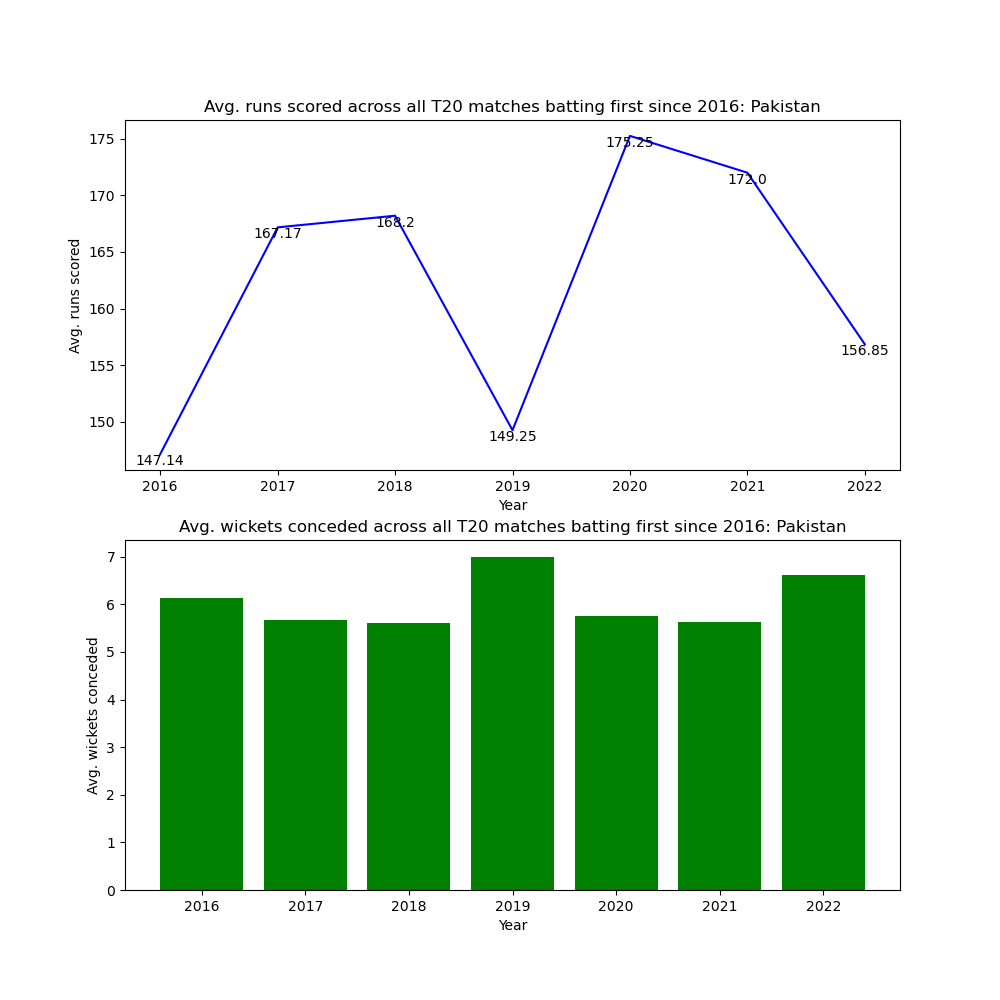 Avg. runs scored across all T20 matches batting first since 2016: Pakistan
175
170
165
160
155
150
Avg. runs scored
147.14
167.17
168.2
149.25
175.25
172.0
156.85
2016 2017 2018 2019 2020 2021 2022
Year
Avg. wickets conceded across all T20 matches batting first since 2016: Pakistan
7
6
5
4
3
2
1
0
Avg. wickets conceded
2016 2017 2018 2019 2020 2021 2022
Year